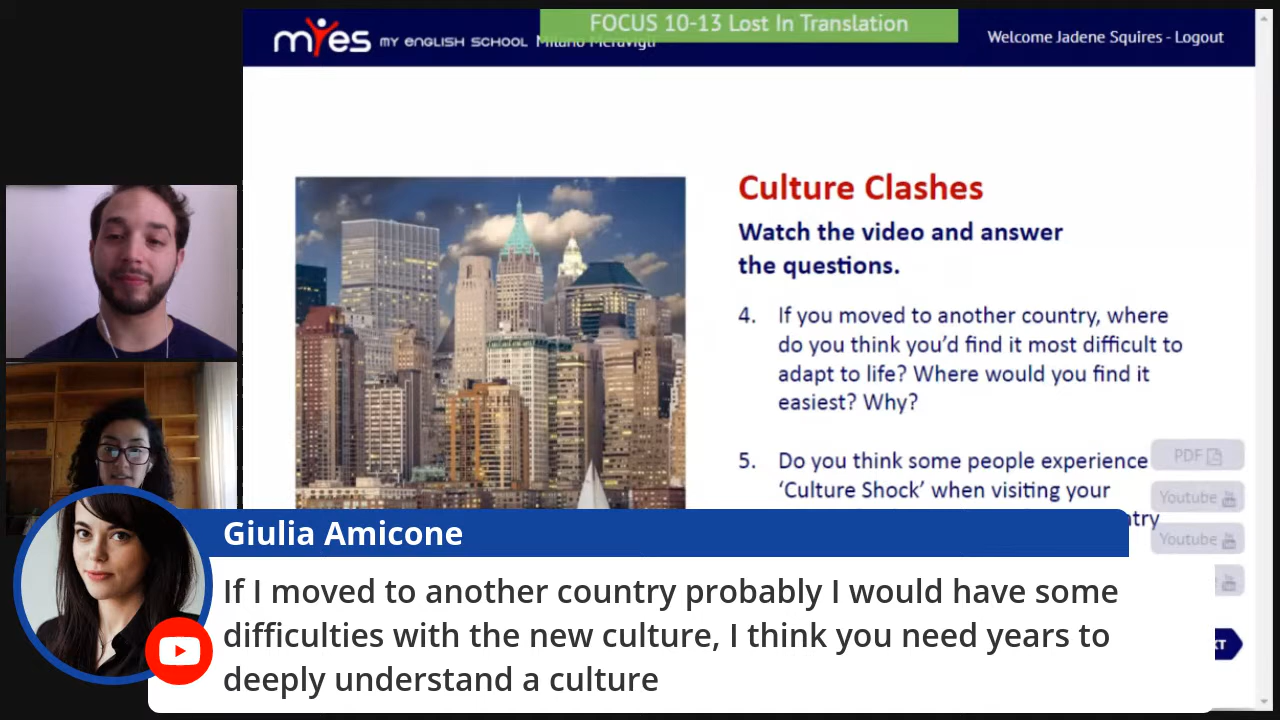 FOCUS 10-13 Lost In Translation
myes MY ENGLISH SCHOOL Milano Meravigli
Welcome Jadene Squires - Logout
Culture Clashes
Watch the video and answer
the questions.
4. If you moved to another country, where
do you think you'd find it most difficult to
adapt to life? Where would you find it
easiest? Why?
5. Do you think some people experience
'Culture Shock' when visiting your
PDF
Youtube
Youtube
Giulia Amicone
If I moved to another country probably I would have some
difficulties with the new culture, I think you need years to
deeply understand a culture